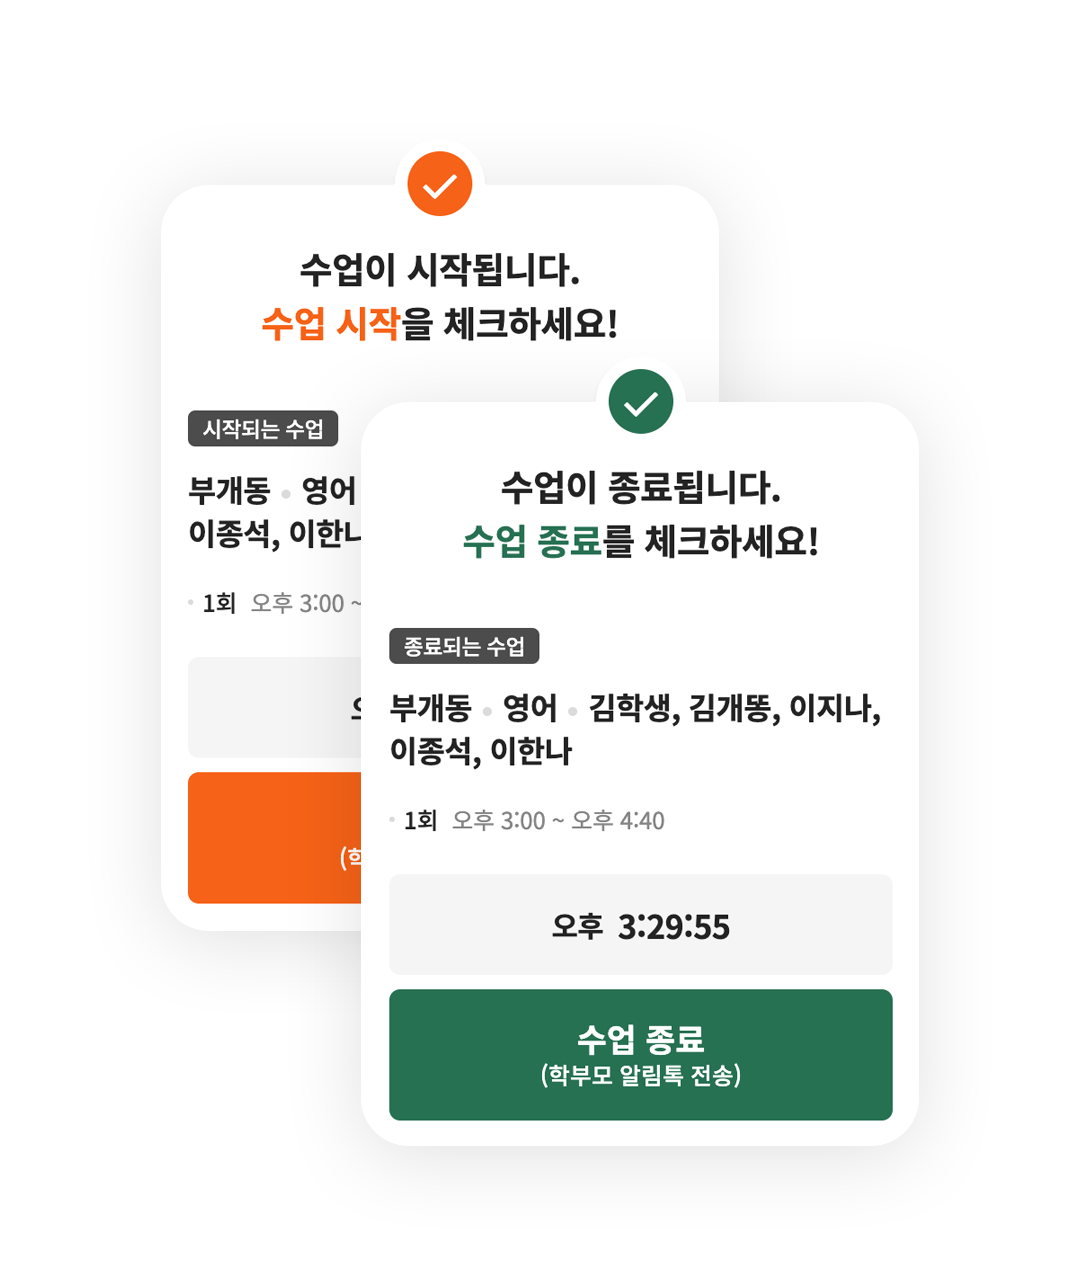 수업이 시작됩니다.
수업 시작을 체크하세요!
시작되는 수업
부개동 • 영어
이종석, 이한나
• 1회 오후 3:00 ~
수업이 종료됩니다.
수업 종료를 체크하세요!
종료되는 수업
부개동 • 영어 • 김학생, 김개똥, 이지나,
이종석, 이한나
• 1회 오후 3:00 ~ 오후 4:40
오후 3:29:55
수업 종료
(학부모 알림톡 전송)